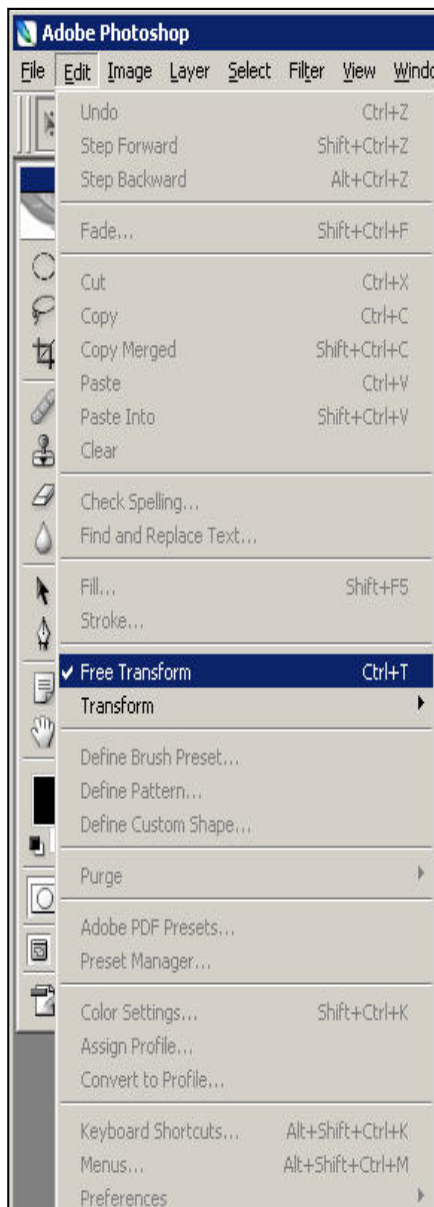 Adobe Photoshop
File Edit Image Layer Select Filter View Windo
Undo Ctrl+Z
Step Forward Shift+Ctrl+Z
Step Backward Alt+Ctrl+Z
Fade... Shift+Ctrl+F
Cut Ctrl+X
Copy Ctrl+C
Copy Merged Shift+Ctrl+C
Paste Ctrl+V
Paste Into Shift+Ctrl+V
Clear
Check Spelling...
Find and Replace Text...
Fill... Shift+F5
Stroke...
Free Transform Ctrl+T
Transform
Define Brush Preset...
Define Pattern...
Define Custom Shape...
Purge
Adobe PDF Presets...
Preset Manager...
Color Settings... Shift+Ctrl+K
Assign Profile...
Convert to Profile...
Keyboard Shortcuts... Alt+Shift+Ctrl+K
Menus... Alt+Shift+Ctrl+M
Preferences